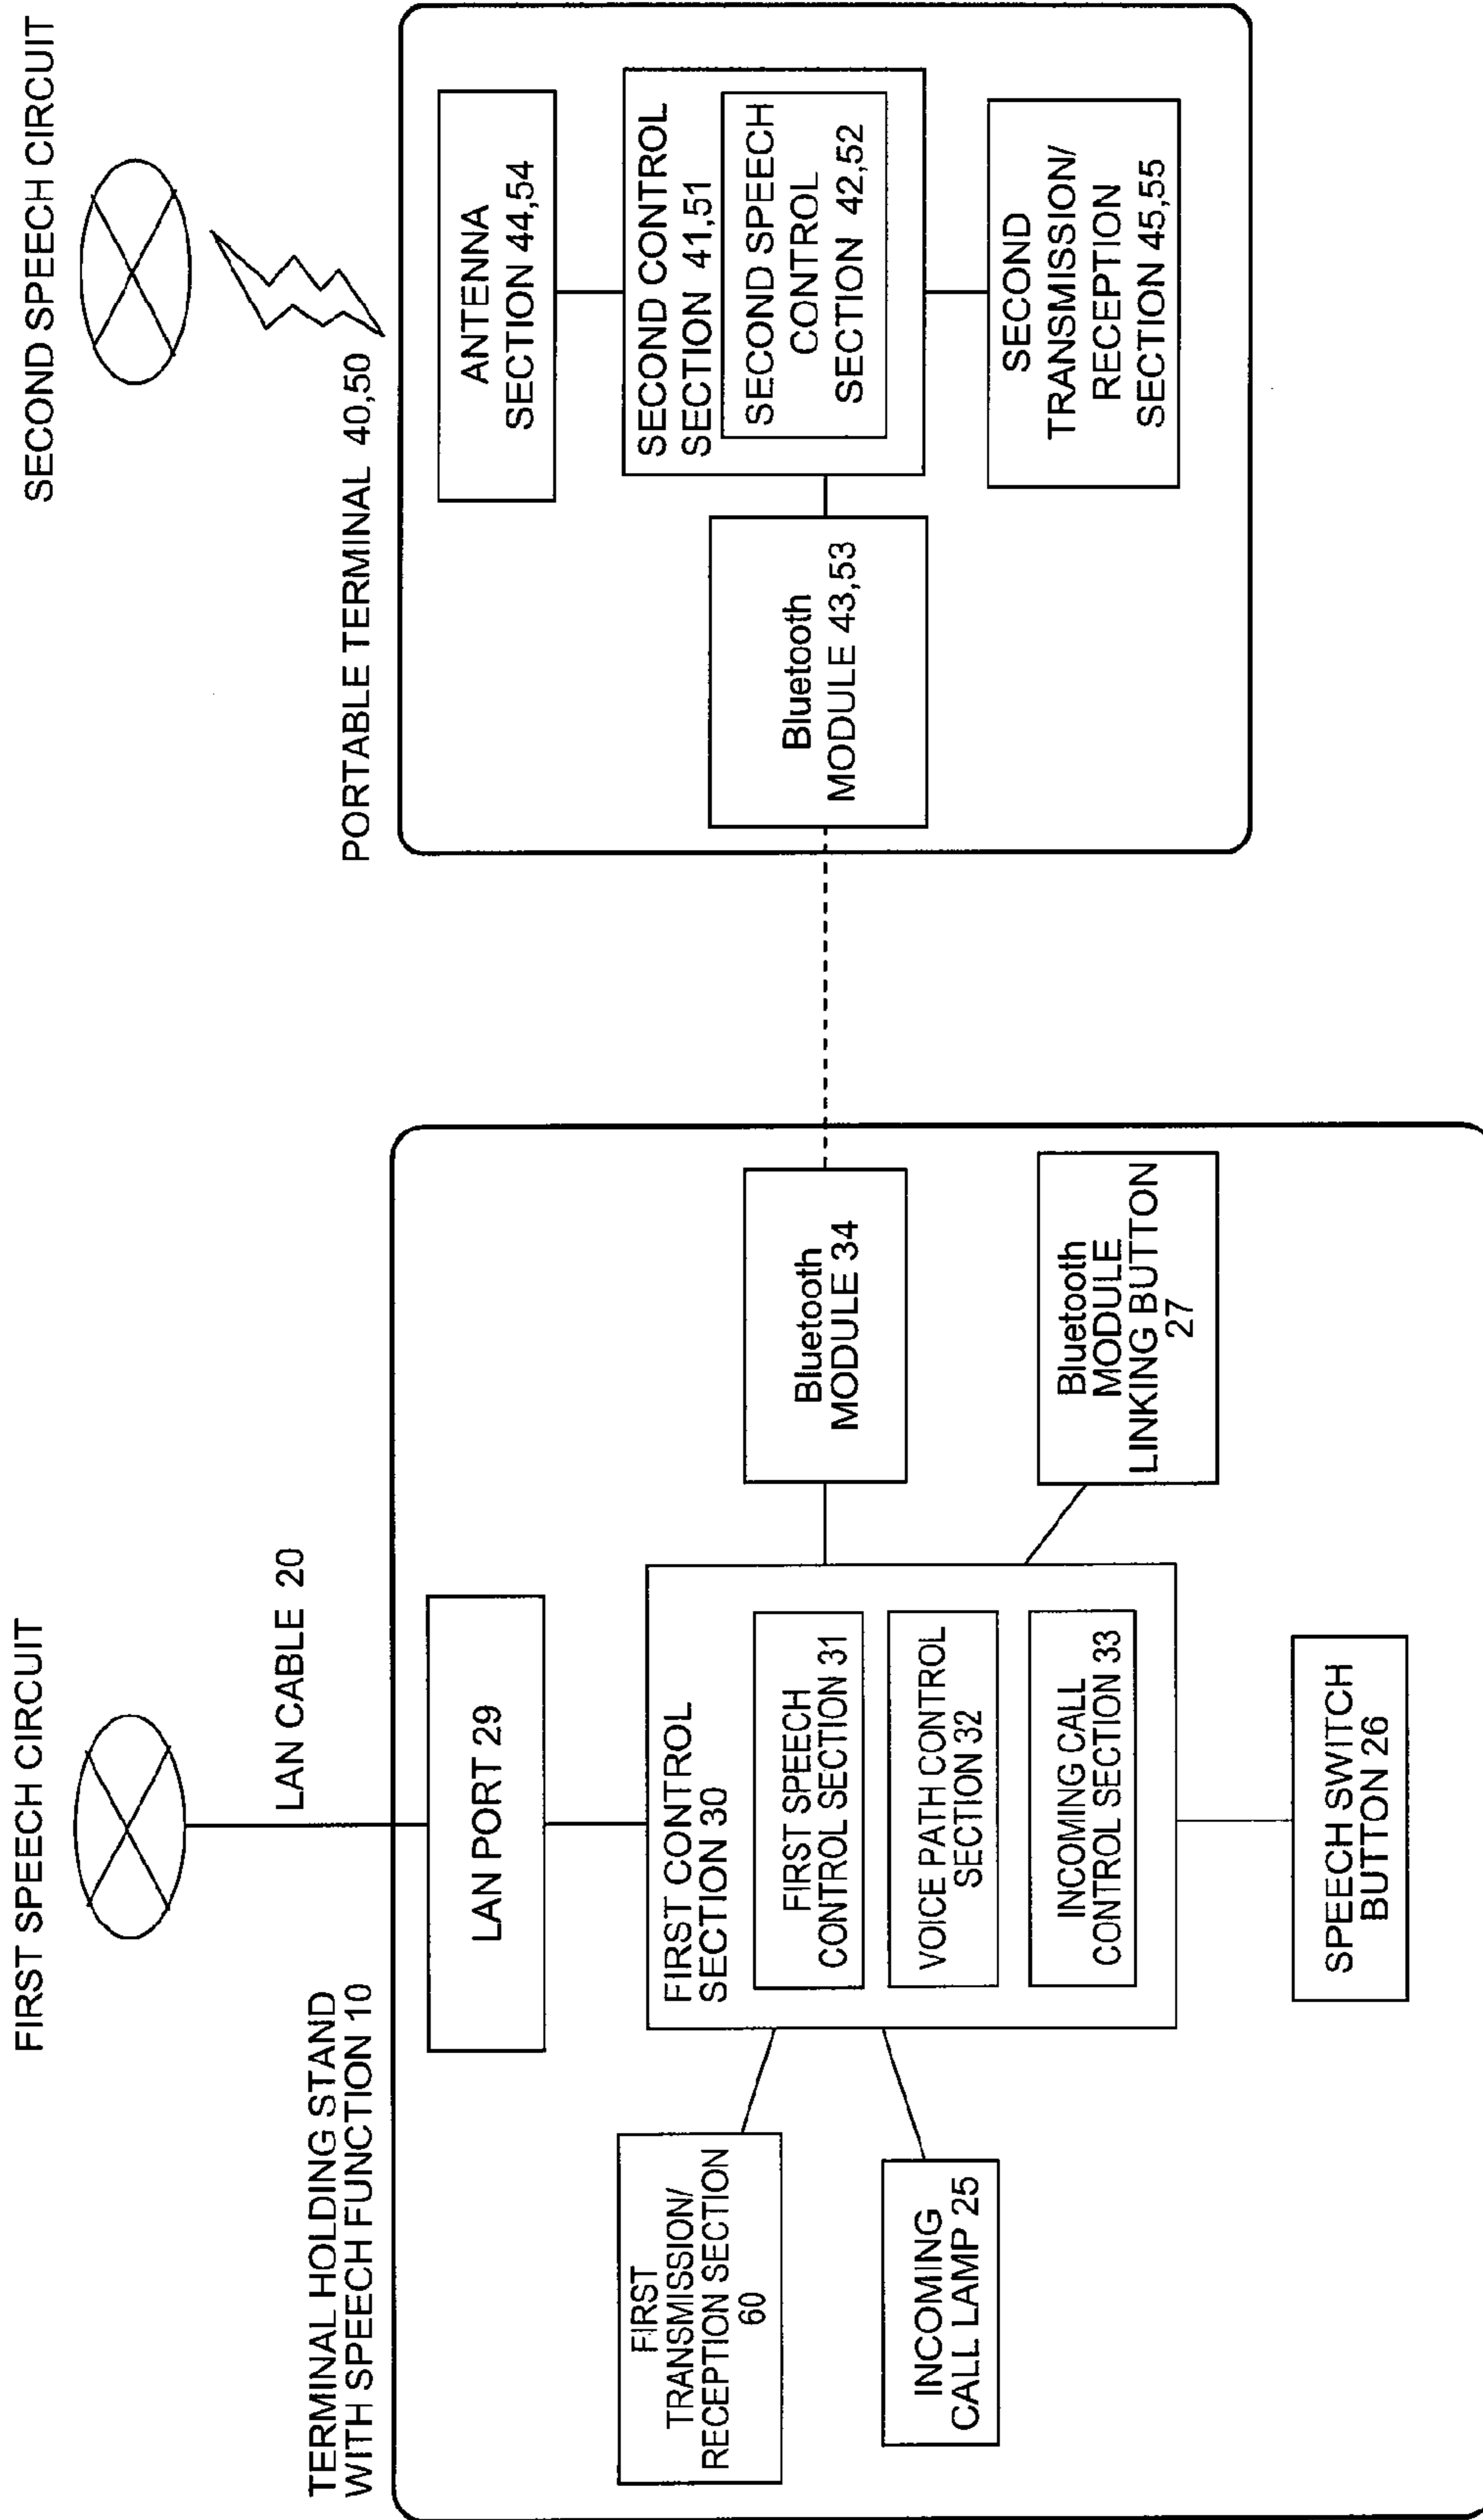 FIRST SPEECH CIRCUIT
LAN CABLE 20
TERMINAL HOLDING STAND
WITH SPEECH FUNCTION 10
LAN PORT 29
FIRST CONTROL
SECTION 30
FIRST SPEECH
CONTROL SECTION 31
VOICE PATH CONTROL
SECTION 32
INCOMING CALL
CONTROL SECTION 33
FIRST
TRANSMISSION/
RECEPTION SECTION
60
INCOMING
CALL LAMP 25
SPEECH SWITCH
BUTTON 26
Bluetooth
MODULE 34
Bluetooth
MODULE
LINKING BUTTON
27
SECOND SPEECH CIRCUIT
PORTABLE TERMINAL 40,50
ANTENNA
SECTION 44,54
SECOND CONTROL
SECTION 41,51
SECOND SPEECH
CONTROL
SECTION 42,52
Bluetooth
MODULE 43,53
SECOND
TRANSMISSION/
RECEPTION
SECTION 45,55